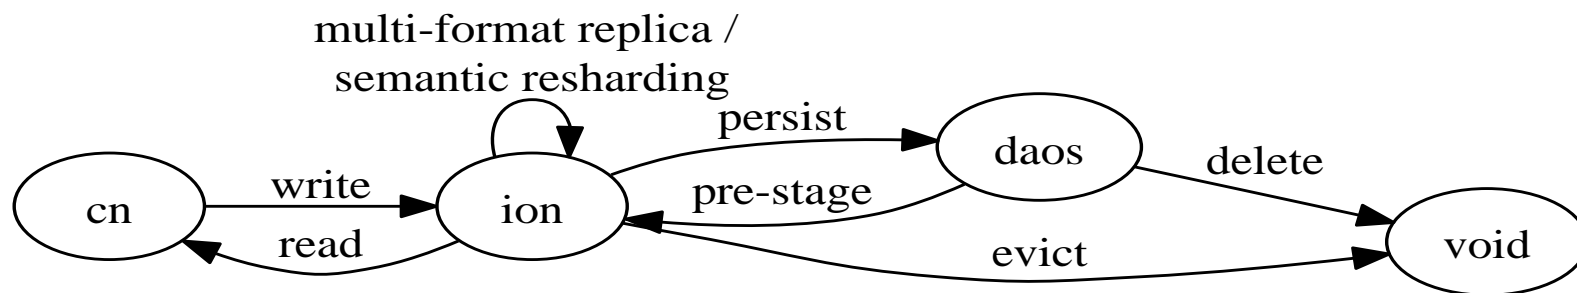 multi-format replica /
semantic resharding
persist
daos
delete
write
pre-stage
cn
ion
read
evict
void